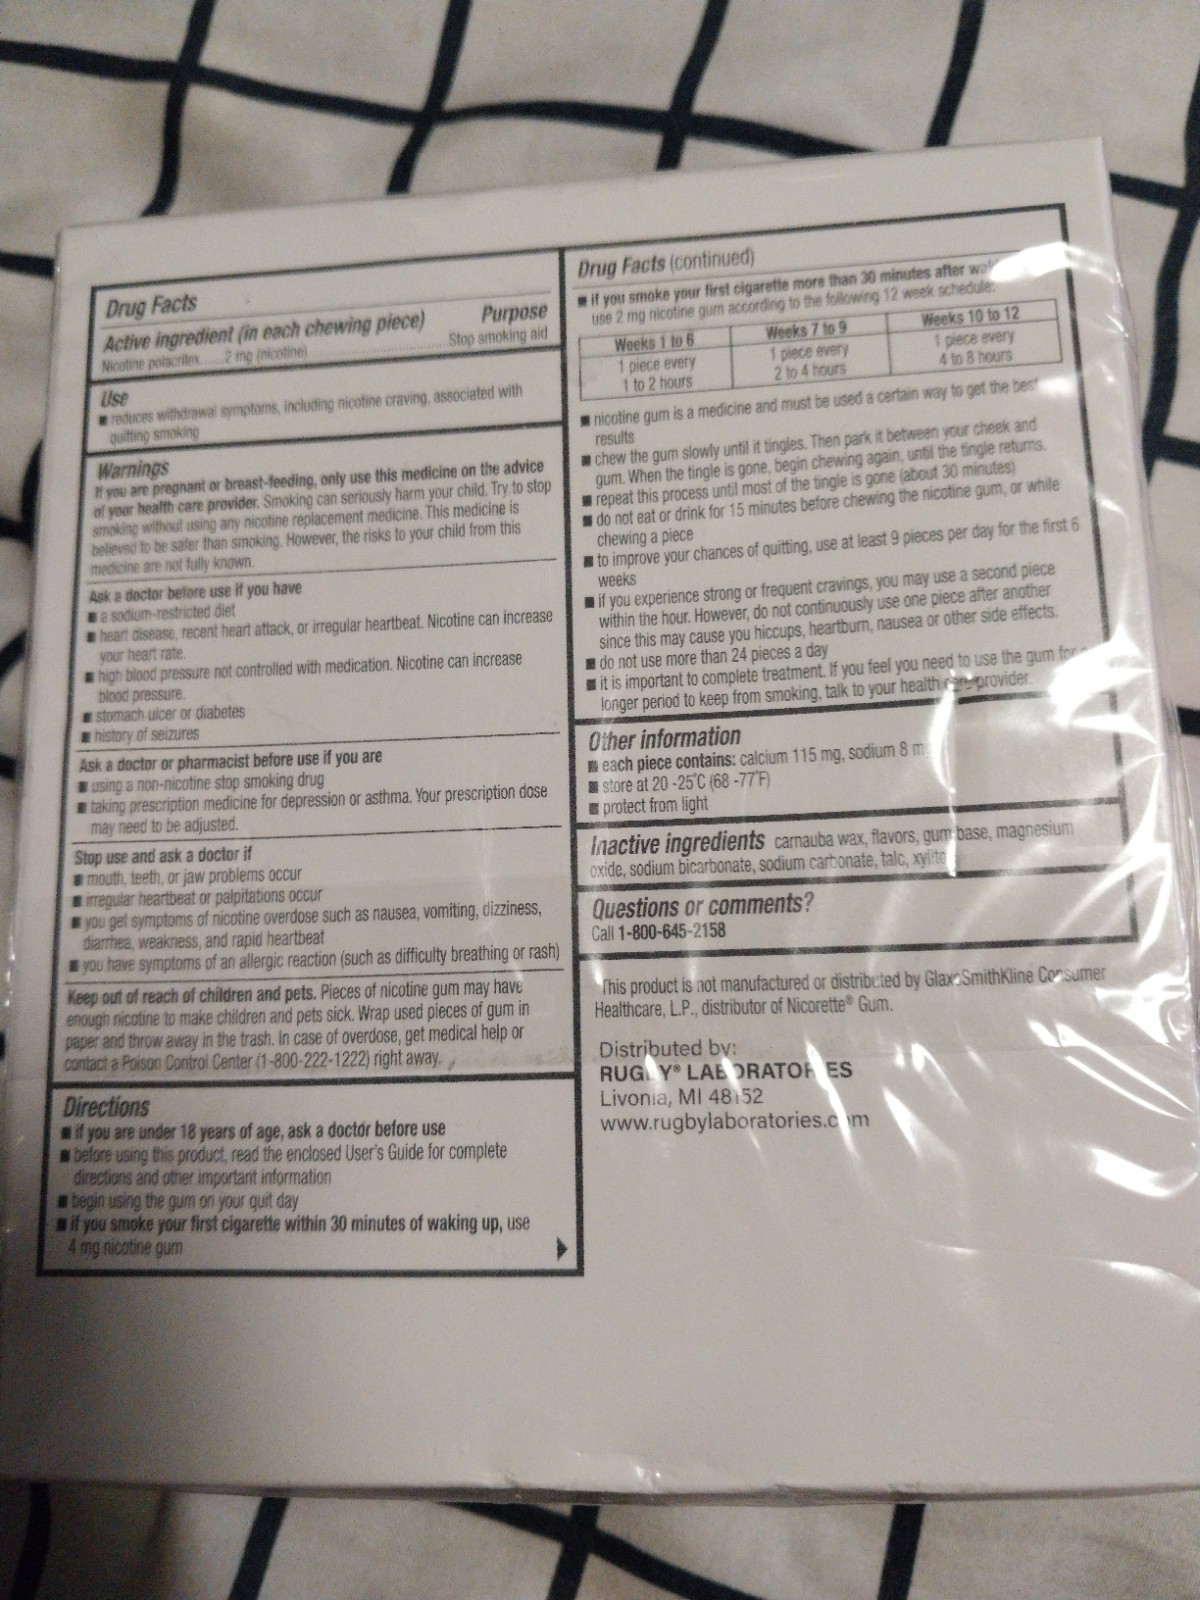 Drug Facts
Active ingredient (in each chewing piece) Purpose
Nicotine polacrilex.....2 mg (nicotine)..........................Stop smoking aid
Use
■ reduces withdrawal symptoms, including nicotine craving, associated with
quitting smoking
Warnings
If you are pregnant or breast-feeding, only use this medicine on the advice
of your health care provider. Smoking can seriously harm your child. Try to stop
smoking without using any nicotine replacement medicine. This medicine is
believed to be safer than smoking. However, the risks to your child from this
medicine are not fully known.
Ask a doctor before use if you have
■ a sodium-restricted diet
■ heart disease, recent heart attack, or irregular heartbeat. Nicotine can increase
your heart rate.
■ high blood pressure not controlled with medication. Nicotine can increase
blood pressure.
■ stomach ulcer or diabetes
■ history of seizures
Ask a doctor or pharmacist before use if you are
■ using a non-nicotine stop smoking drug
■ taking prescription medicine for depression or asthma. Your prescription dose
may need to be adjusted.
Stop use and ask a doctor if
■ mouth, teeth, or jaw problems occur
■ irregular heartbeat or palpitations occur
■ you get symptoms of nicotine overdose such as nausea, vomiting, dizziness,
diarrhea, weakness, and rapid heartbeat
■ you have symptoms of an allergic reaction (such as difficulty breathing or rash)
Keep out of reach of children and pets. Pieces of nicotine gum may have
enough nicotine to make children and pets sick. Wrap used pieces of gum in
paper and throw away in the trash. In case of overdose, get medical help or
contact a Poison Control Center (1-800-222-1222) right away.
Directions
■ if you are under 18 years of age, ask a doctor before use
■ before using this product, read the enclosed User's Guide for complete
directions and other important information
■ begin using the gum on your quit day
■ if you smoke your first cigarette within 30 minutes of waking up, use
4 mg nicotine gum
Drug Facts (continued)
■ if you smoke your first cigarette more than 30 minutes after
use 2 mg nicotine gum according to the following 12 week schedule:
Weeks 1 to 6 Weeks 7 to 9 Weeks 10 to 12
1 piece every 1 piece every 1 piece every
1 to 2 hours 2 to 4 hours 4 to 8 hours
■ nicotine gum is a medicine and must be used a certain way to get the best
results
■ chew the gum slowly until it tingles. Then park it between your cheek and
gum. When the tingle is gone, begin chewing again, until the tingle returns.
■ repeat this process until most of the tingle is gone (about 30 minutes)
■ do not eat or drink for 15 minutes before chewing the nicotine gum, or while
chewing a piece
■ to improve your chances of quitting, use at least 9 pieces per day for the first 6
weeks
■ if you experience strong or frequent cravings, you may use a second piece
within the hour. However, do not continuously use one piece after another
since this may cause you hiccups, heartburn, nausea or other side effects.
■ do not use more than 24 pieces a day
■ it is important to complete treatment. If you feel you need to use the gum for
longer period to keep from smoking, talk to your health care provider.
Other information
■ each piece contains: calcium 115 mg, sodium 8 mg
■ store at 20 -25°C (68 -77°F)
■ protect from light
Inactive ingredients carnauba wax, flavors, gum base, magnesium
oxide, sodium bicarbonate, sodium carbonate, talc, xylitol
Questions or comments?
Call 1-800-645-2158
This product is not manufactured or distributed by GlaxoSmithKline Consumer
Healthcare, L.P., distributor of Nicorette® Gum.
Distributed by:
RUGBY® LABORATORIES
Livonia, MI 48152
www.rugbylaboratories.com